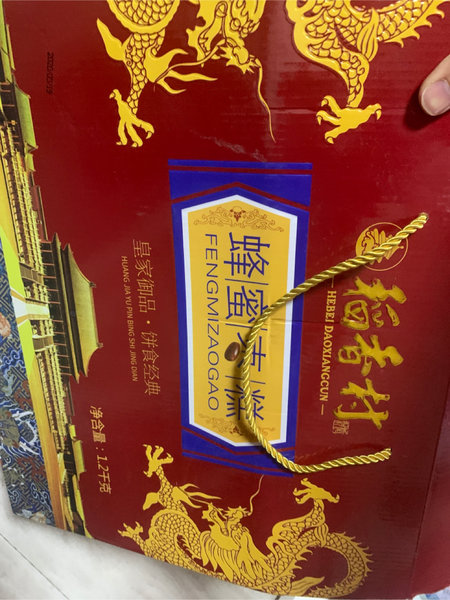 稻香村
HEBEI DAOXIANGCUN
蜂蜜枣糕
FENGMIZAOGAO
皇家御品·饼食经典
HUANG JIA YU PIN BING SHI JING DIAN
净含量：1.2千克